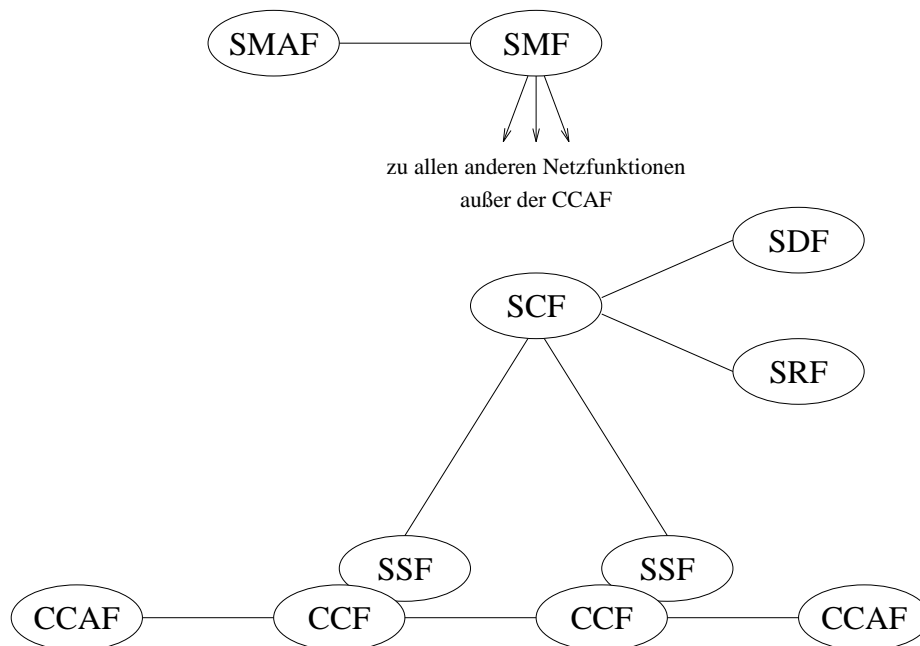 SMAF
SMF
zu allen anderen Netzfunktionen
außer der CCAF
SDF
SCF
SRF
SSF
SSF
CCAF
CCF
CCF
CCAF